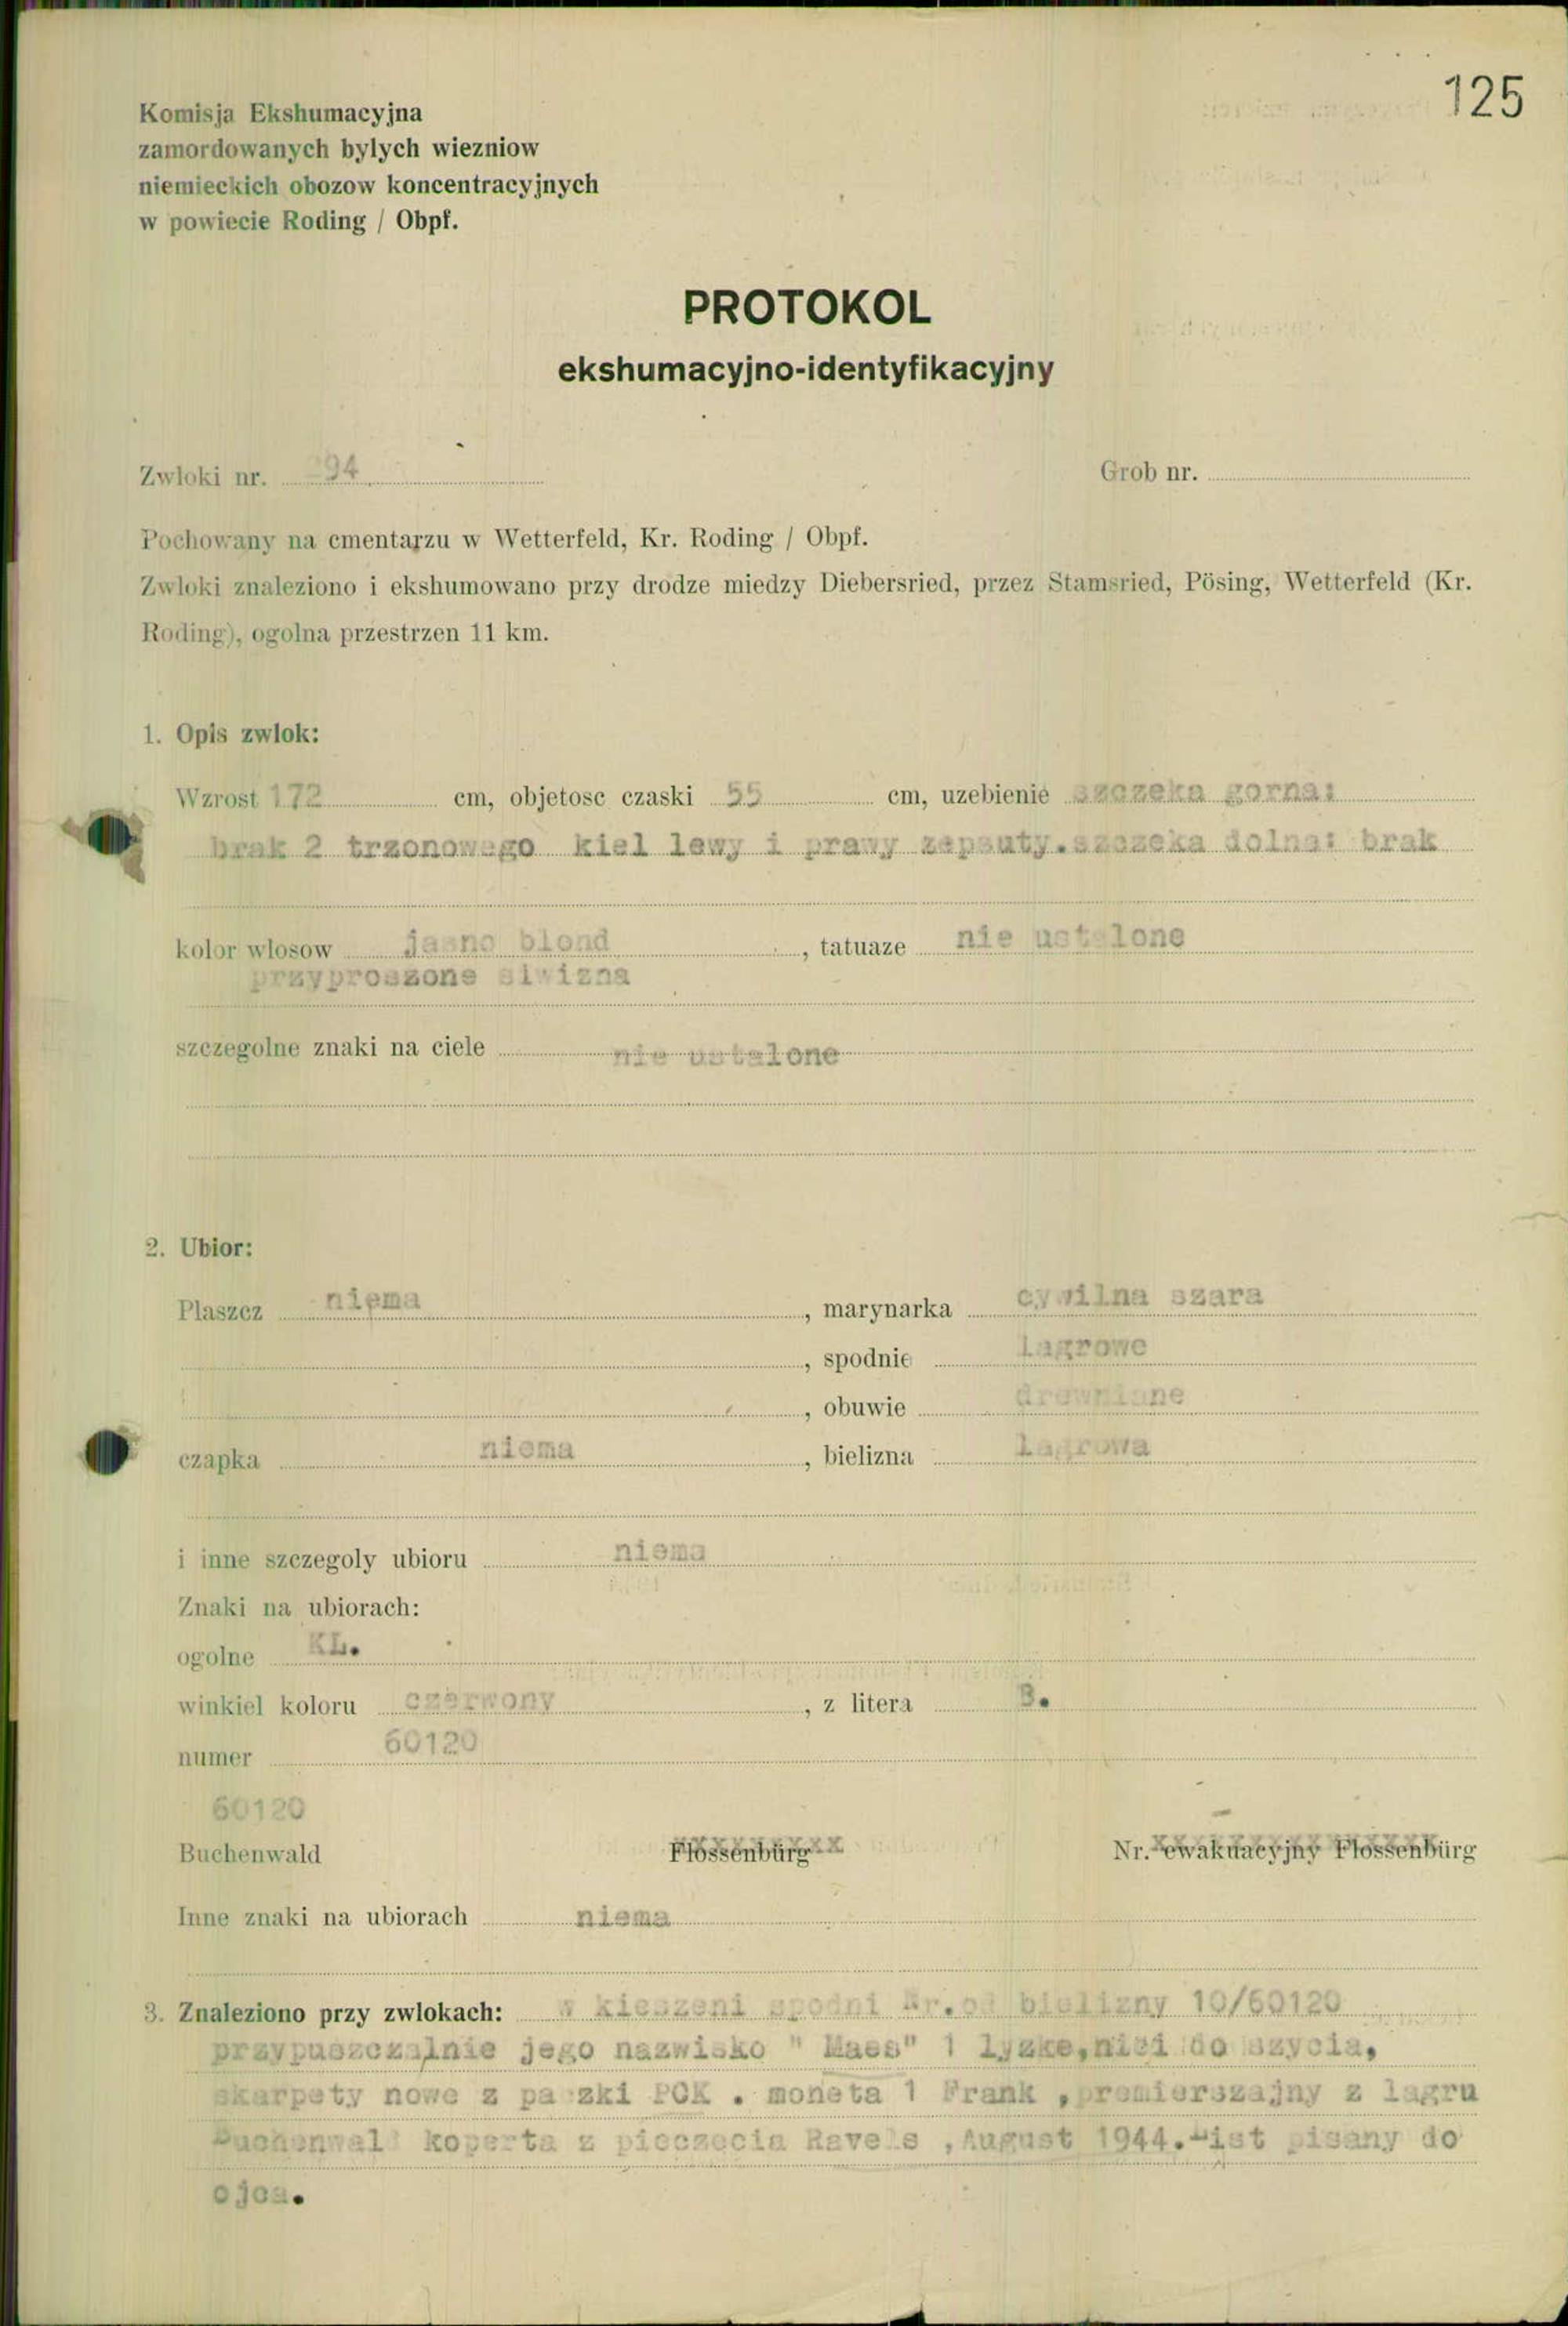 125
Komisja Ekshumacyjna
zamordowanych bylych wiezniow
niemieckich obozow koncentracyjnych
w powiecie Roding / Obpf.
PROTOKOL
ekshumacyjno-identyfikacyjny
Zwloki nr. 94 Grob nr.
Pochowany na cmentarzu w Wetterfeld, Kr. Roding / Obpf.
Zwloki znaleziono i ekshumowano przy drodze miedzy Diebersried, przez Stamsried, Pösing, Wetterfeld (Kr.
Roding), ogolna przestrzen 11 km.
1. Opis zwlok:
Wzrost 172 cm, objetosc czaski 55 cm, uzebienie szczeka gorna:
brak 2 trzonowego kiel lewy i prawy zepsuty.szczeka dolna: brak
kolor wlosow jasno blond , tatuaze nie ustalone
przyproszone siwizna
szczegolne znaki na ciele nie ustalone
2. Ubior:
Plaszcz niema , marynarka cywilna szara
, spodnie Lagrowe
, obuwie drewniane
czapka niema , bielizna Lagrowa
i inne szczegoly ubioru niema
Znaki na ubiorach:
ogolne KL.
winkiel koloru czerwony , z litera B.
numer 60120
60120
Buchenwald Flossenbürg Nr. ewakuacyjny Flossenbürg
Inne znaki na ubiorach niema
3. Znaleziono przy zwlokach: w kieszeni spodni Nr.od bielizny 10/60120
przypuszczalnie jego nazwisko " Maes" 1 lyzke,nici do szycia,
skarpety nowe z paczki PCK . moneta 1 Frank ,premierszajny z lagru
Buchenwald koperta z pieczecia Ravels ,August 1944.List pisany do
ojca.